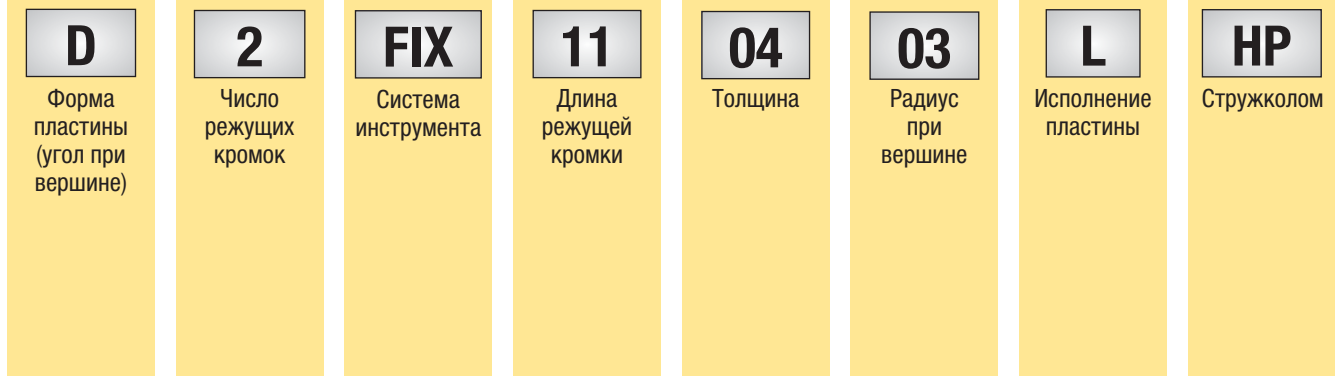 D
Форма
пластины
(угол при
вершине)
2
Число
режущих
кромок
FIX
Система
инструмента
11
Длина
режущей
кромки
04
Толщина
03
Радиус
при
вершине
L
Исполнение
пластины
HP
Стружколом